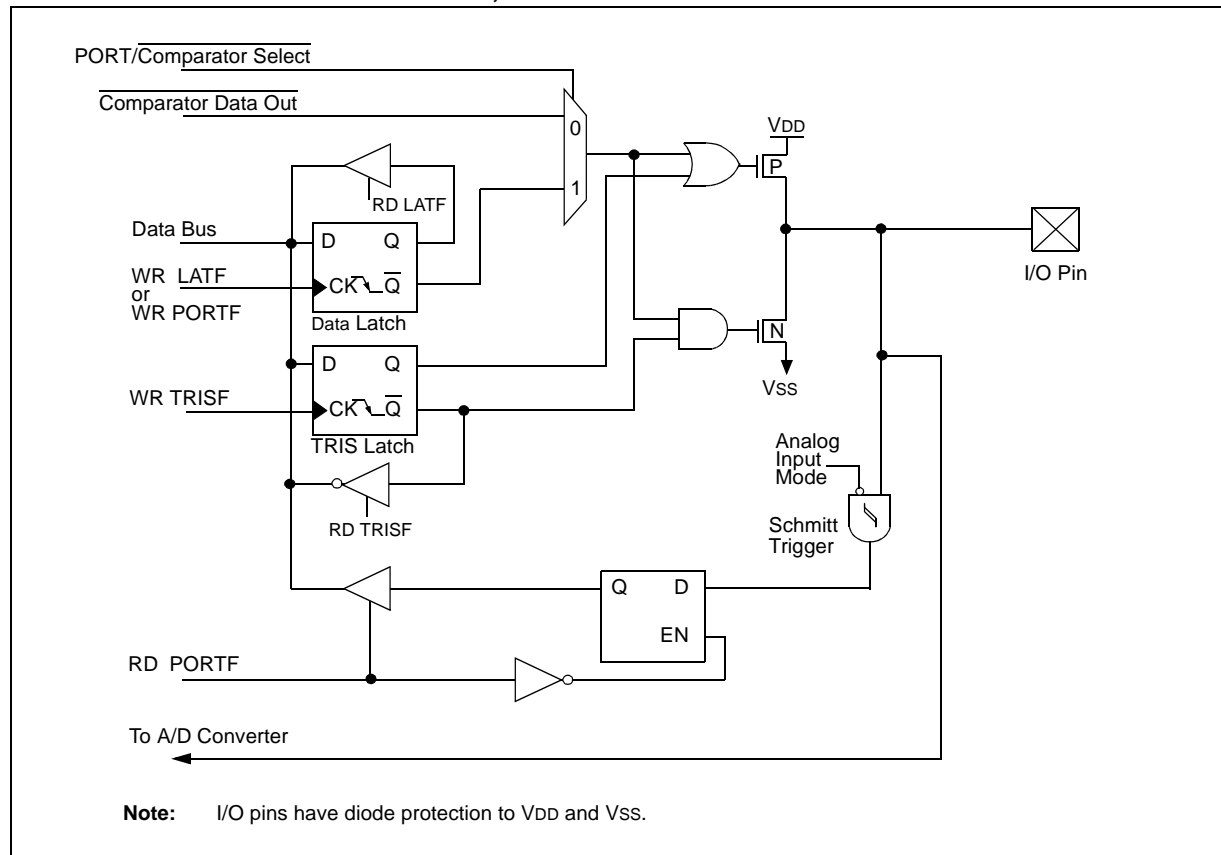 PORT/Comparator Select
Comparator Data Out
0
1
VDD
P
RD LATF
Data Bus
D Q
WR LATF
or
WR PORTF
CK Q
Data Latch
I/O Pin
N
D Q
WR TRISF
CK Q
VSS
TRIS Latch
Analog
Input
Mode
RD TRISF
Schmitt
Trigger
Q D
EN
RD PORTF
To A/D Converter
Note: I/O pins have diode protection to VDD and VSS.